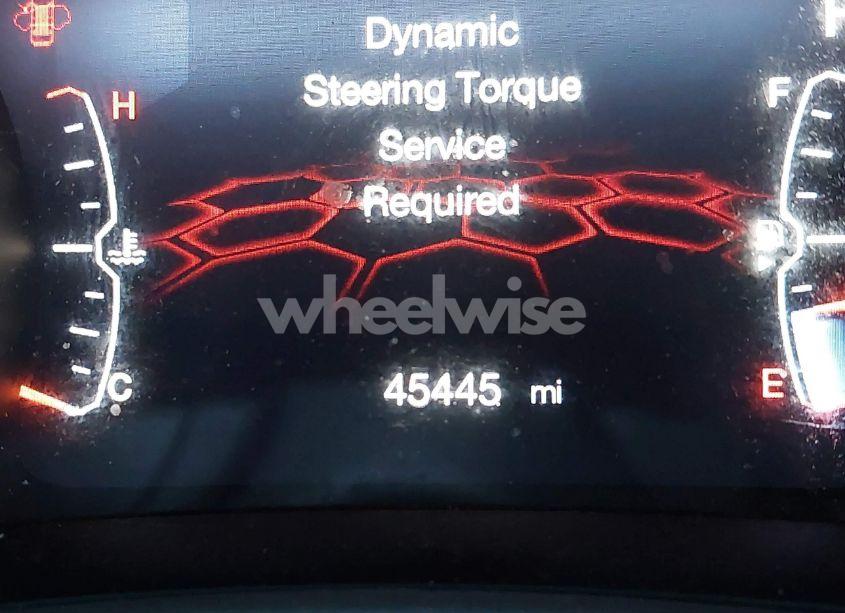 Dynamic
Steering Torque
Service
Required
H
F
wheelwise
C
45445 mi
E